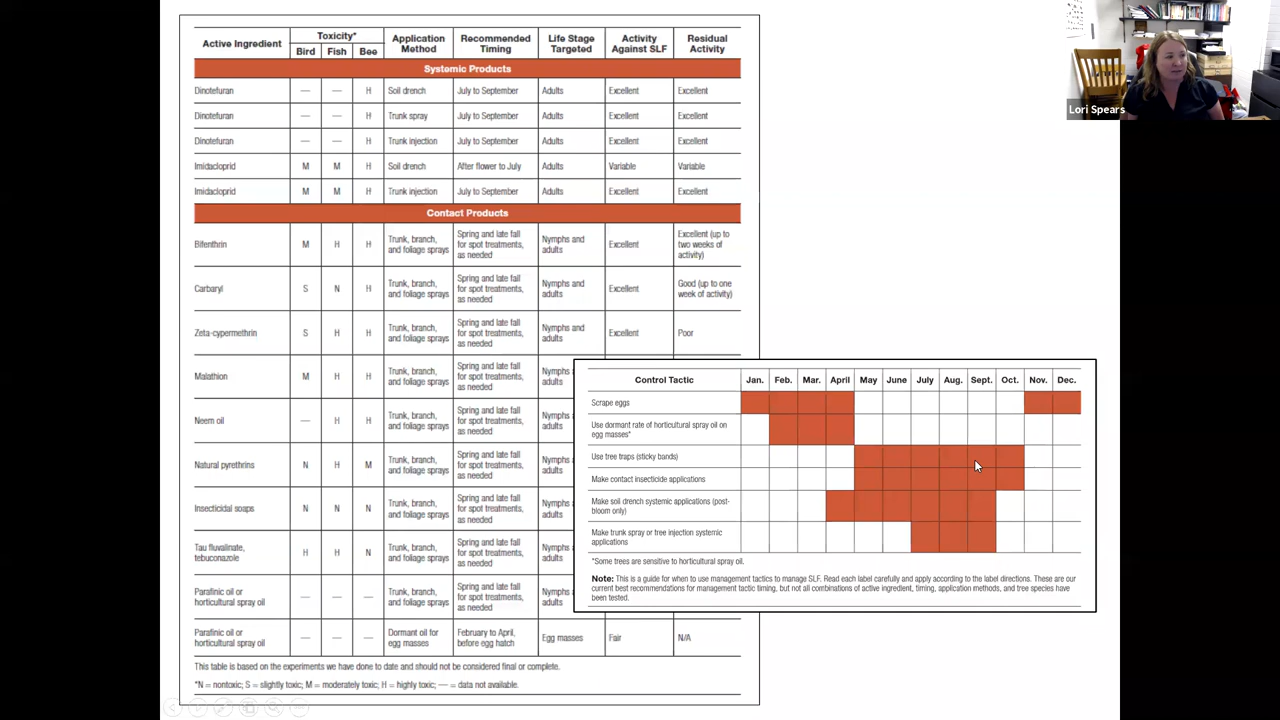 Lori Spears
Toxicity*
Active Ingredient Bird Fish Bee Application Method Recommended Timing Life Stage Targeted Activity Against SLF Residual Activity
Systemic Products
Dinotefuran — — H Soil drench July to September Adults Excellent Excellent
Dinotefuran — — H Trunk spray July to September Adults Excellent Excellent
Dinotefuran — — H Trunk injection July to September Adults Excellent Excellent
Imidacloprid M M H Soil drench After flower to July Adults Variable Variable
Imidacloprid M M H Trunk injection July to September Adults Excellent Excellent
Contact Products
Bifenthrin M H H Trunk, branch, and foliage sprays Spring and late fall for spot treatments, as needed Nymphs and adults Excellent Excellent (up to two weeks of activity)
Carbaryl S N H Trunk, branch, and foliage sprays Spring and late fall for spot treatments, as needed Nymphs and adults Excellent Good (up to one week of activity)
Zeta-cypermethrin S H H Trunk, branch, and foliage sprays Spring and late fall for spot treatments, as needed Nymphs and adults Excellent Poor
Malathion M H H Trunk, branch, and foliage sprays Spring and late fall for spot treatments, as needed
Neem oil — H H Trunk, branch, and foliage sprays Spring and late fall for spot treatments, as needed
Natural pyrethrins N H M Trunk, branch, and foliage sprays Spring and late fall for spot treatments, as needed
Insecticidal soaps N N N Trunk, branch, and foliage sprays Spring and late fall for spot treatments, as needed
Tau fluvalinate, tebuconazole H H N Trunk, branch, and foliage sprays Spring and late fall for spot treatments, as needed
Parafinic oil or horticultural spray oil — — — Trunk, branch, and foliage sprays Spring and late fall for spot treatments, as needed
Parafinic oil or horticultural spray oil — — — Dormant oil for egg masses February to April, before egg hatch Egg masses Fair N/A
This table is based on the experiments we have done to date and should not be considered final or complete.
*N = nontoxic; S = slightly toxic; M = moderately toxic; H = highly toxic; — = data not available.
Control Tactic Jan. Feb. Mar. April May June July Aug. Sept. Oct. Nov. Dec.
Scrape eggs
Use dormant rate of horticultural spray oil on
egg masses*
Use tree traps (sticky bands)
Make contact insecticide applications
Make soil drench systemic applications (post-
bloom only)
Make trunk spray or tree injection systemic
applications
*Some trees are sensitive to horticultural spray oil.
Note: This is a guide for when to use management tactics to manage SLF. Read each label carefully and apply according to the label directions. These are our
current best recommendations for management tactic timing, but not all combinations of active ingredient, timing, application methods, and tree species have
been tested.